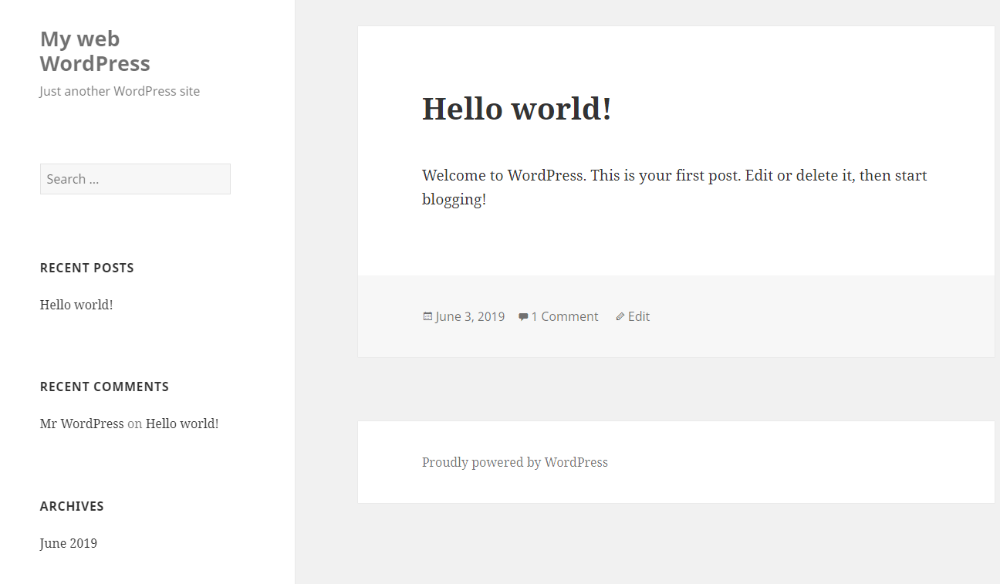 My web
WordPress
Just another WordPress site
Search ...
RECENT POSTS
Hello world!
RECENT COMMENTS
Mr WordPress on Hello world!
ARCHIVES
June 2019
Hello world!
Welcome to WordPress. This is your first post. Edit or delete it, then start
blogging!
June 3, 2019 1 Comment Edit
Proudly powered by WordPress